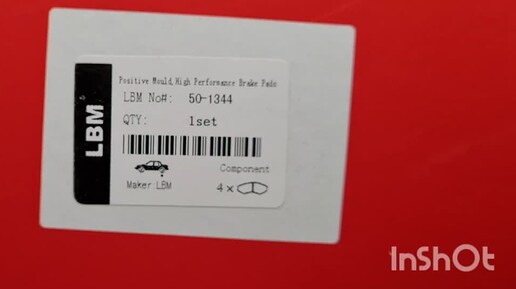 LBM
Positive Mould,High Performance Brake Pads
LBM No#: 50-1344
QTY: 1set
Component
Maker LBM
4×
InShOt